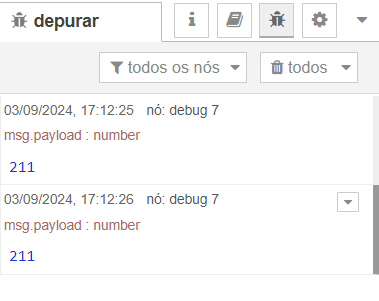 depurar
todos os nós
todos
03/09/2024, 17:12:25 nó: debug 7
msg.payload : number
211
03/09/2024, 17:12:26 nó: debug 7
msg.payload : number
211